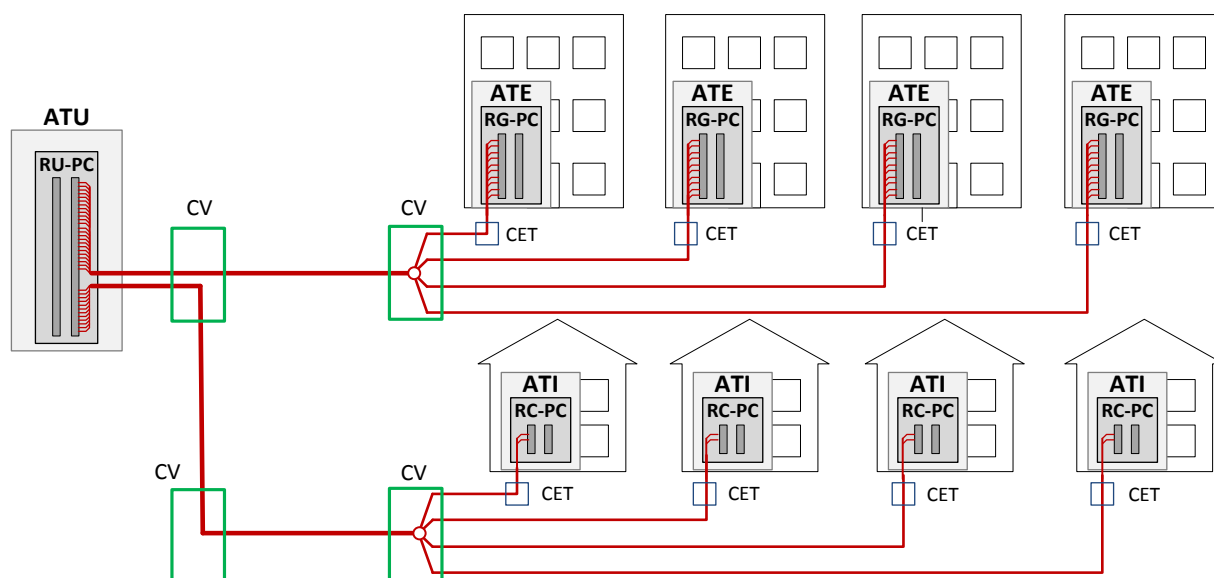 ATU
RU-PC
CV
CV
ATE
RG-PC
CET
ATE
RG-PC
CET
ATE
RG-PC
CET
ATE
RG-PC
CET
CV
CV
ATI
RC-PC
CET
ATI
RC-PC
CET
ATI
RC-PC
CET
ATI
RC-PC
CET